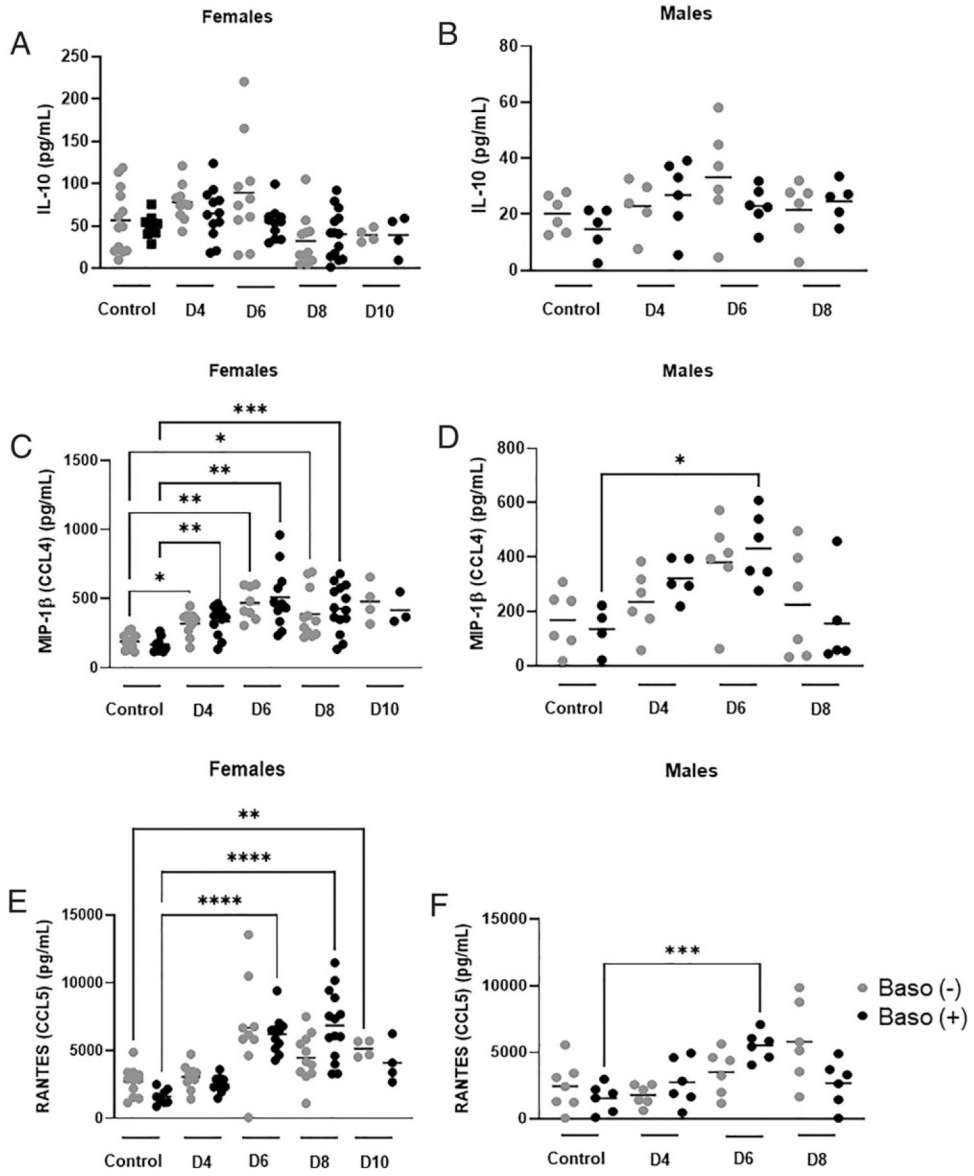 Females
Males
A
B
IL-10 (pg/mL)
250
200
150
100
50
0
Control D4 D6 D8 D10
IL-10 (pg/mL)
80
60
40
20
0
Control D4 D6 D8
Females
Males
C
D
MIP-1β (CCL4) (pg/mL)
1500
1000
500
0
***
*
**
**
**
*
Control D4 D6 D8 D10
MIP-1β (CCL4) (pg/mL)
800
600
400
200
0
*
Control D4 D6 D8
Females
Males
E
F
RANTES (CCL5) (pg/mL)
15000
10000
5000
0
**
****
****
Control D4 D6 D8 D10
RANTES (CCL5) (pg/mL)
20000
15000
10000
5000
0
***
Control D4 D6 D8
Baso (-)
Baso (+)